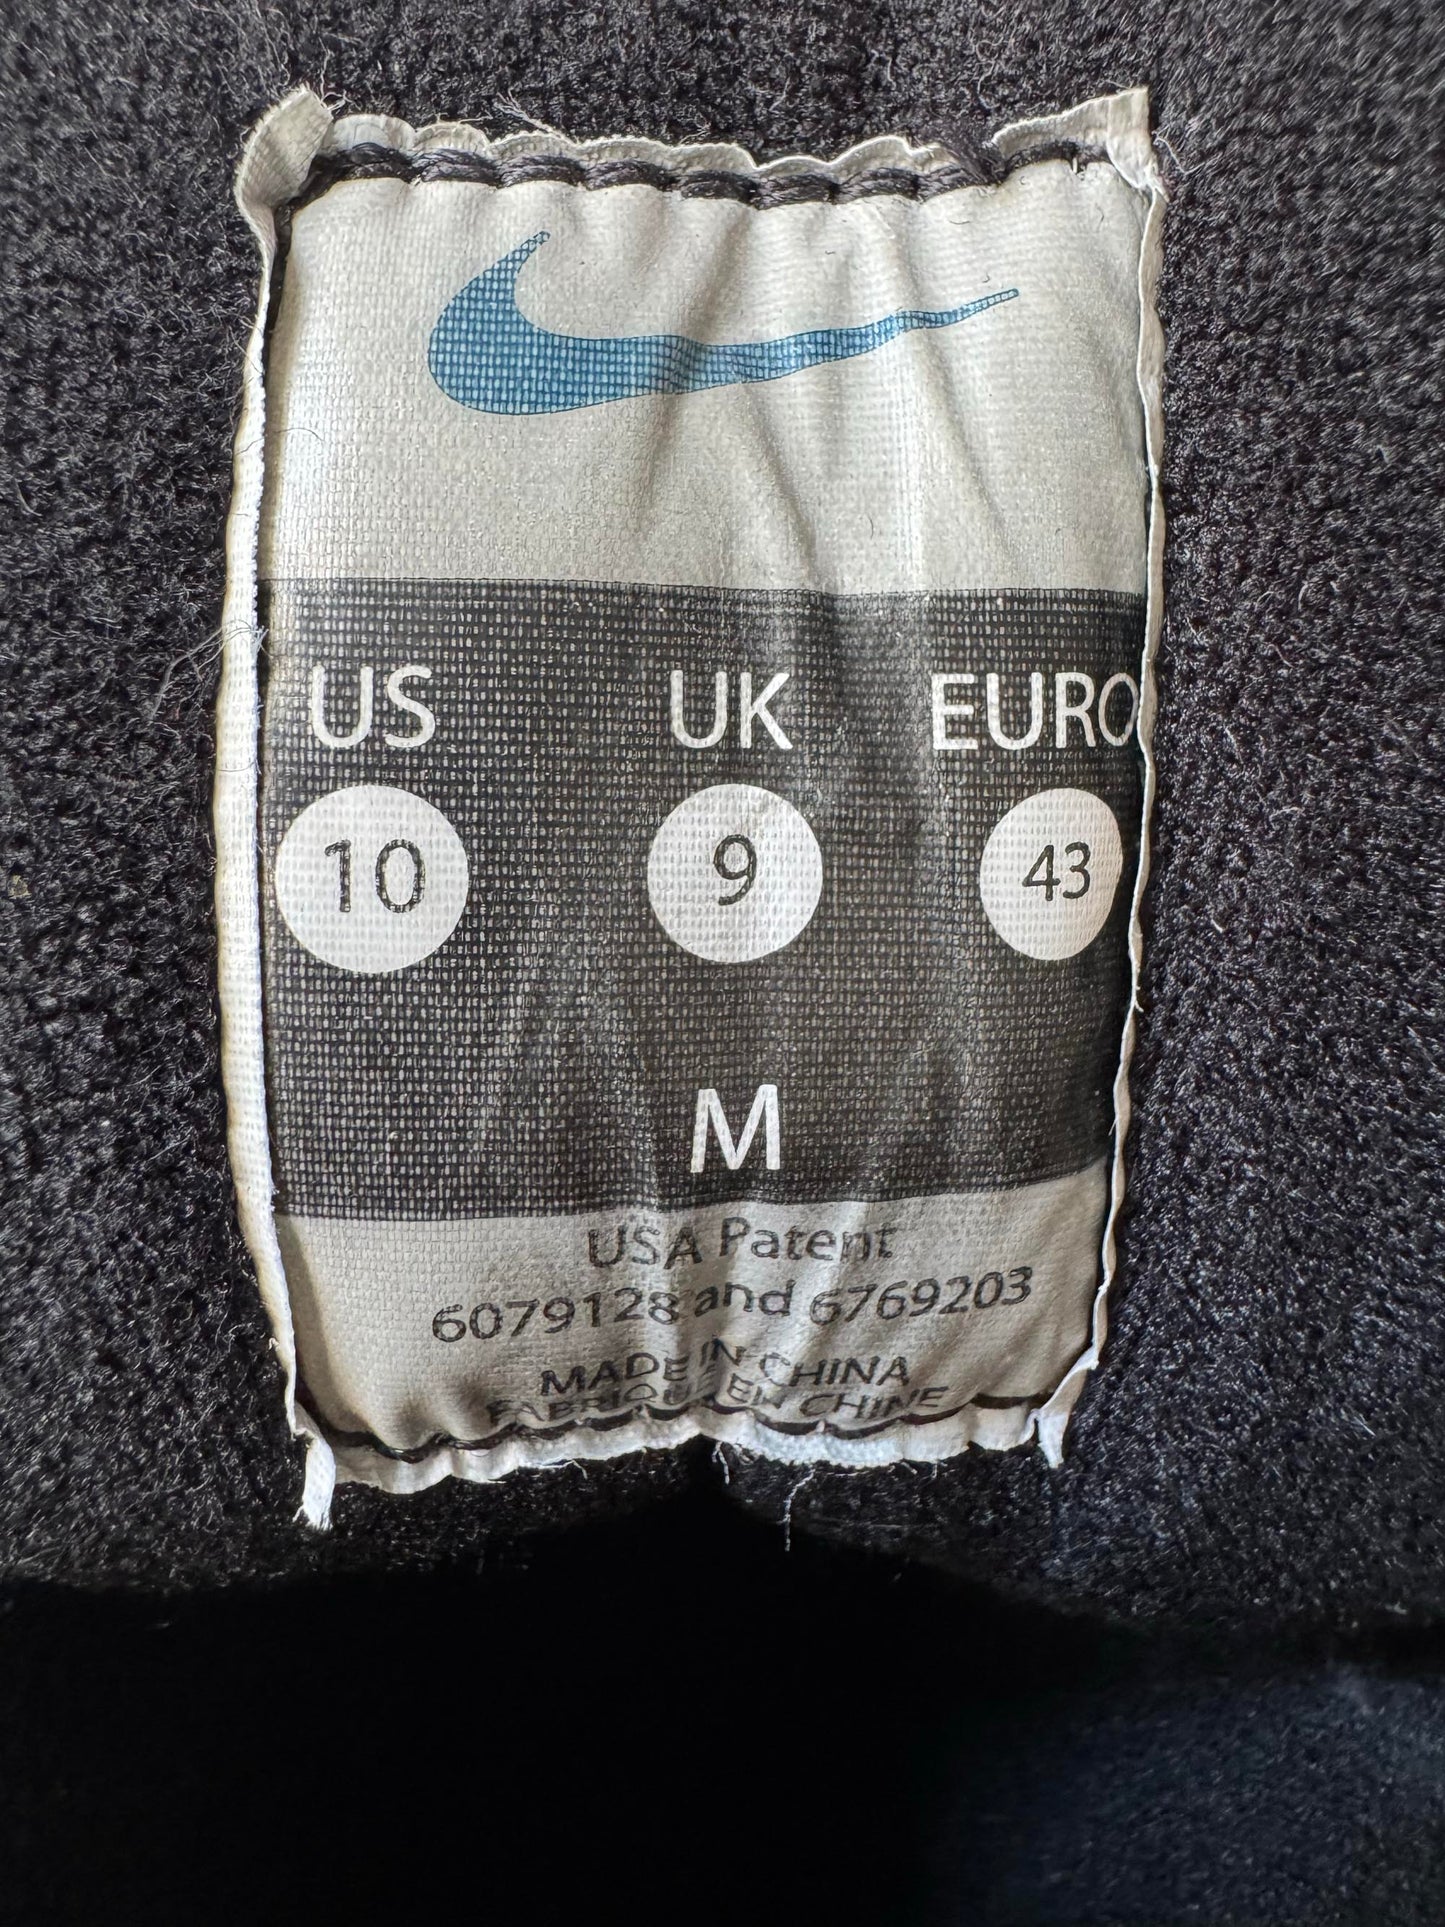 US UK EURO
10 9 43
M
USA Patent
6079128 and 6769203
MADE IN CHINA
FABRIQUE EN CHINE